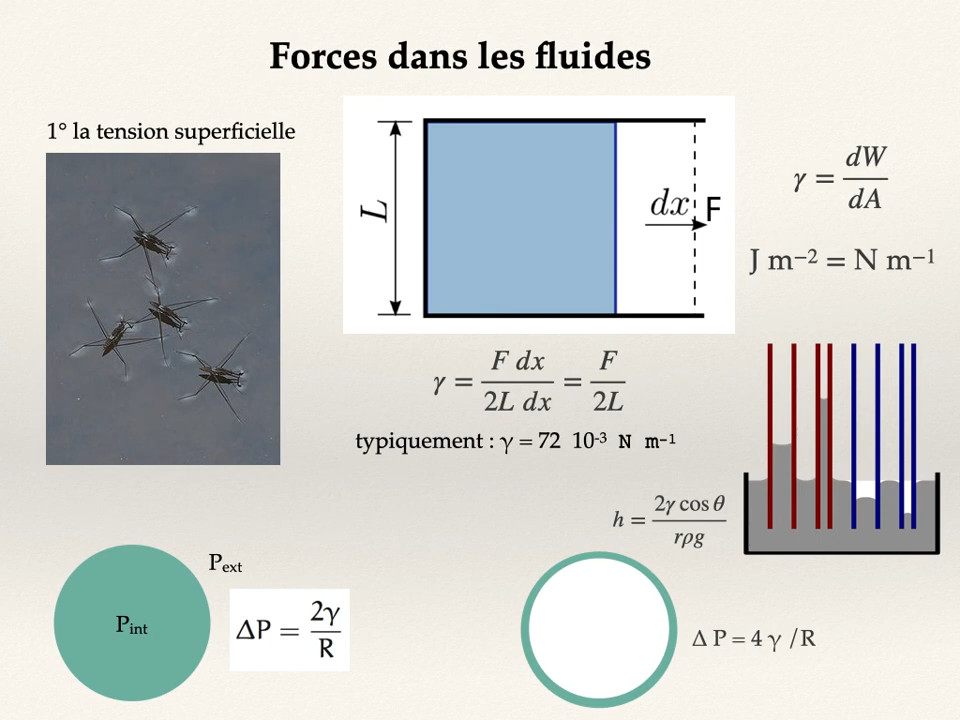 Forces dans les fluides
1° la tension superficielle
L
dx
F
γ = dW / dA
J m⁻² = N m⁻¹
γ = F dx / 2L dx = F / 2L
typiquement : γ = 72 10⁻³ N m⁻¹
h = 2γ cos θ / rρg
P_ext
P_int
ΔP = 2γ / R
Δ P = 4 γ /R